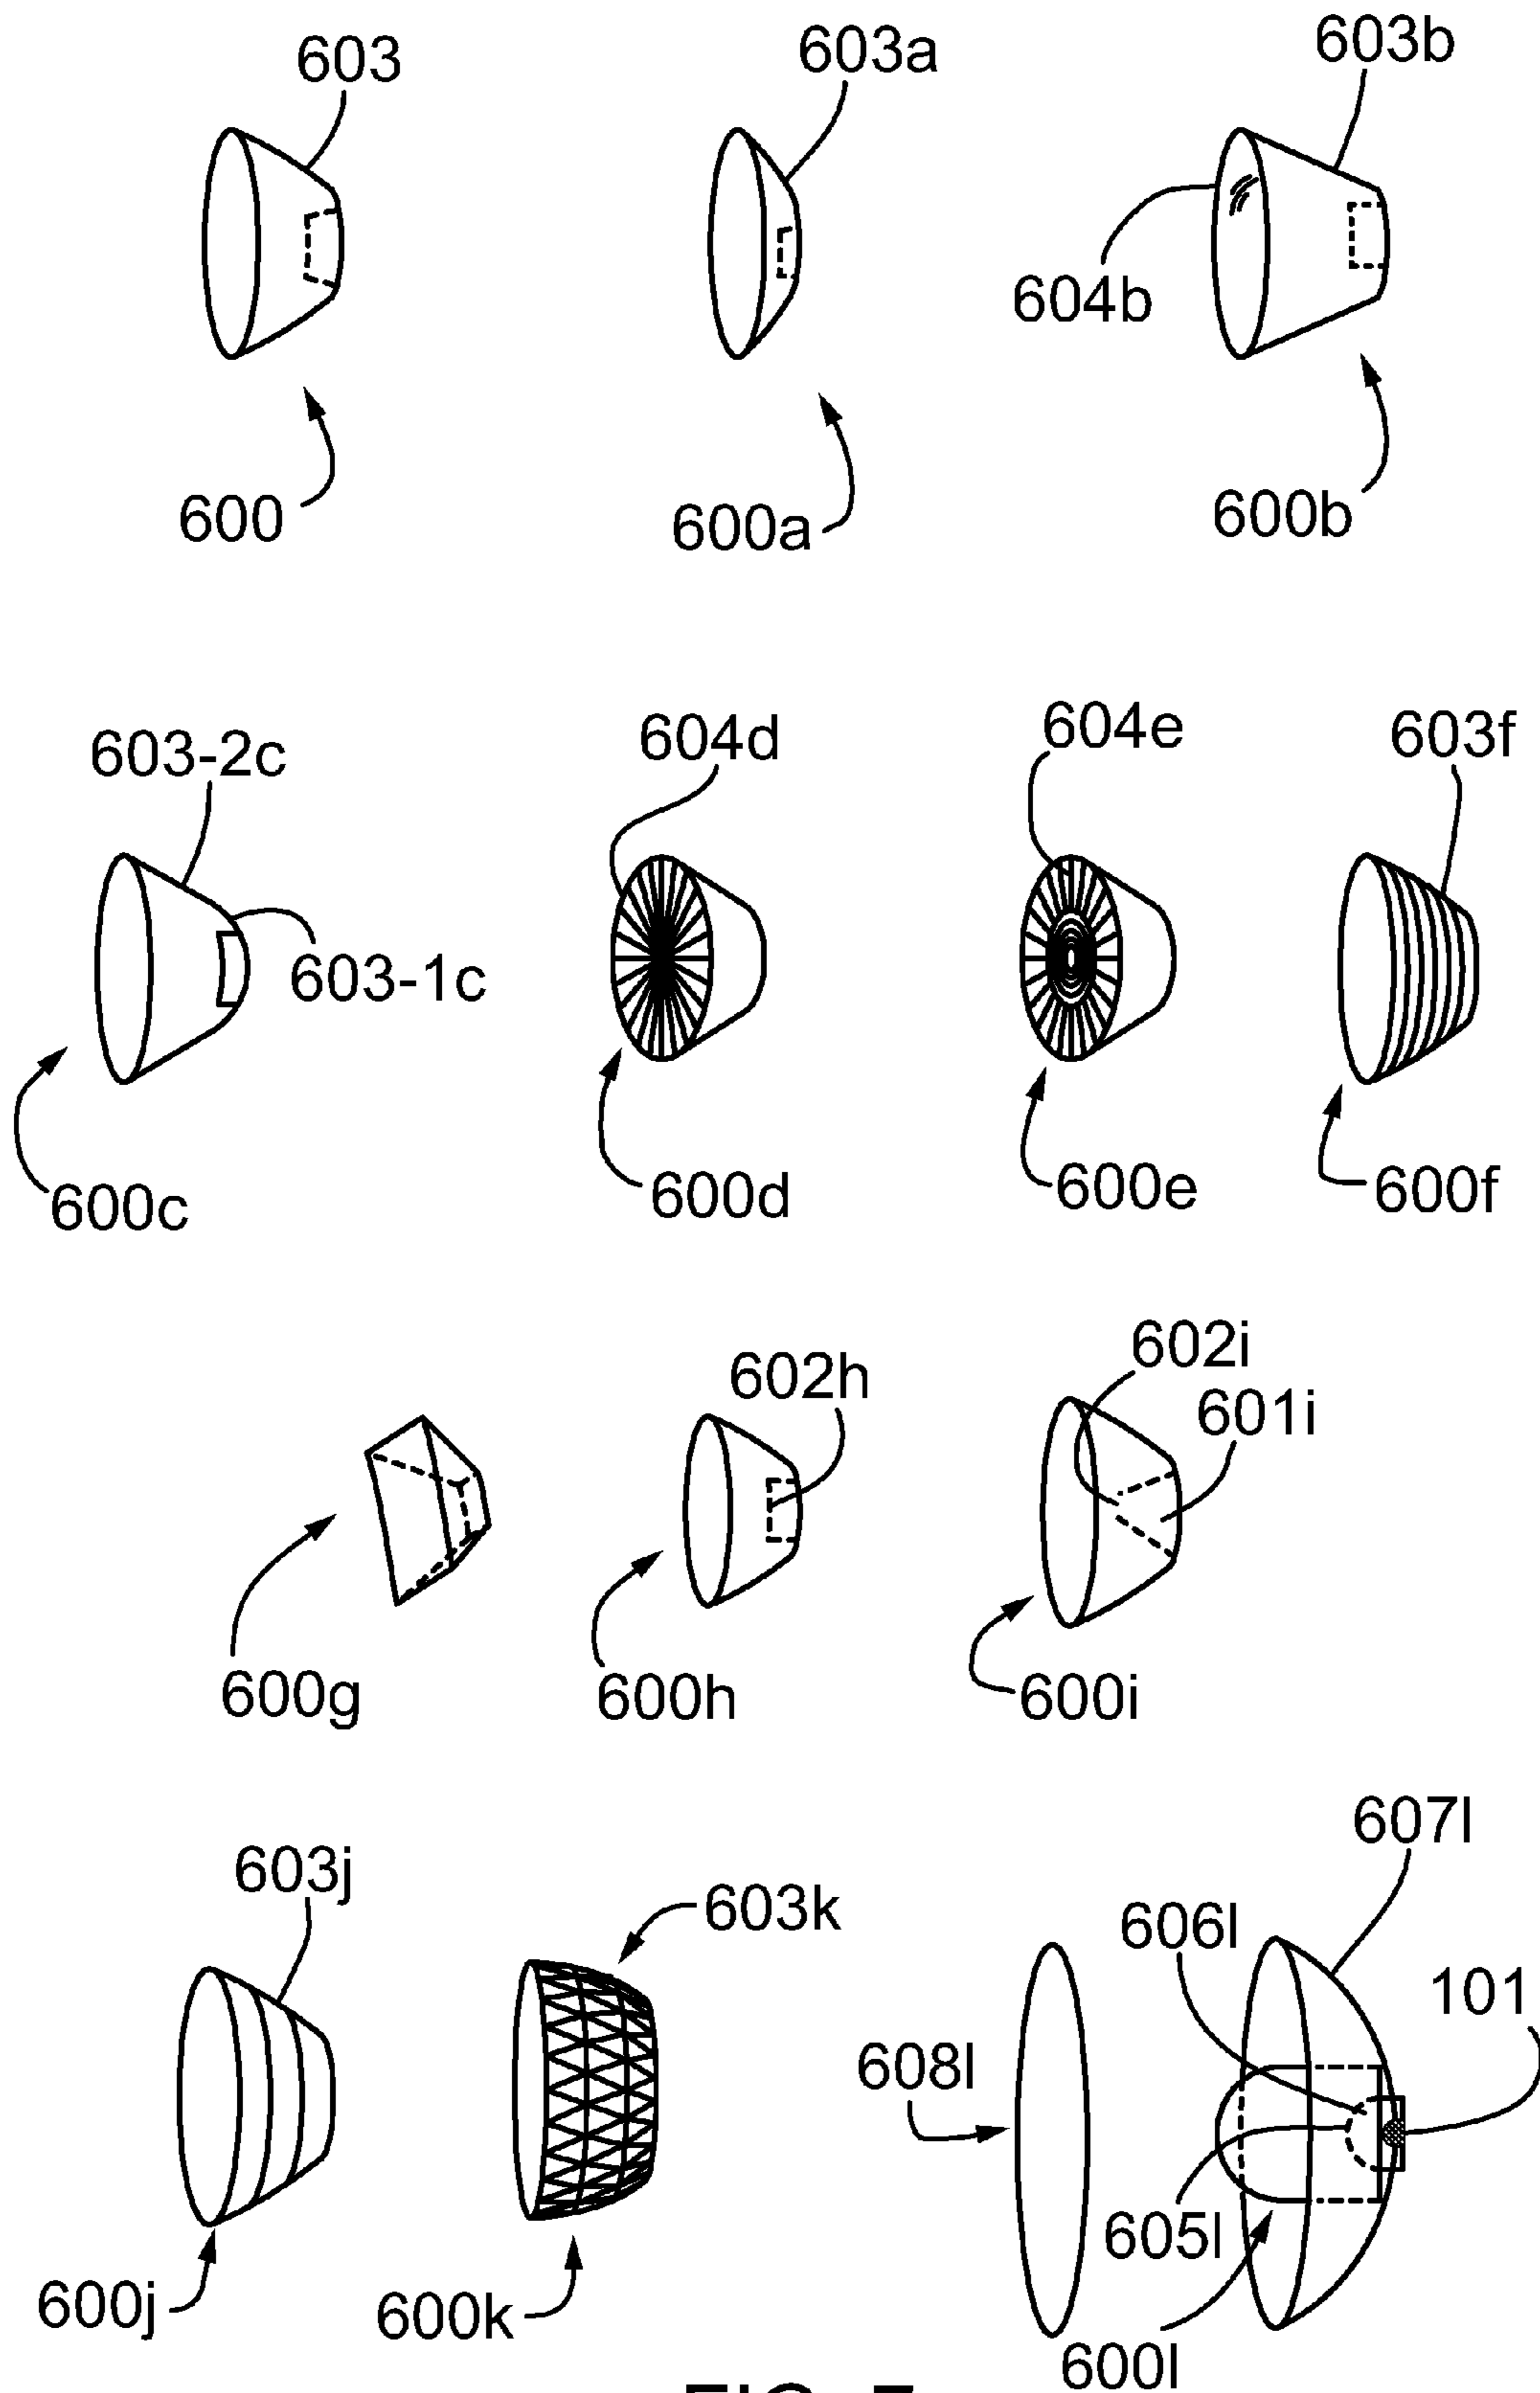 603 603a 603b
604b
600 600a 600b
603-2c 604d 604e 603f
603-1c
600c 600d 600e 600f
602i
602h 601i
600g 600h 600i
607l
603j 603k 606l
101
608l
605l
600j 600k
600l